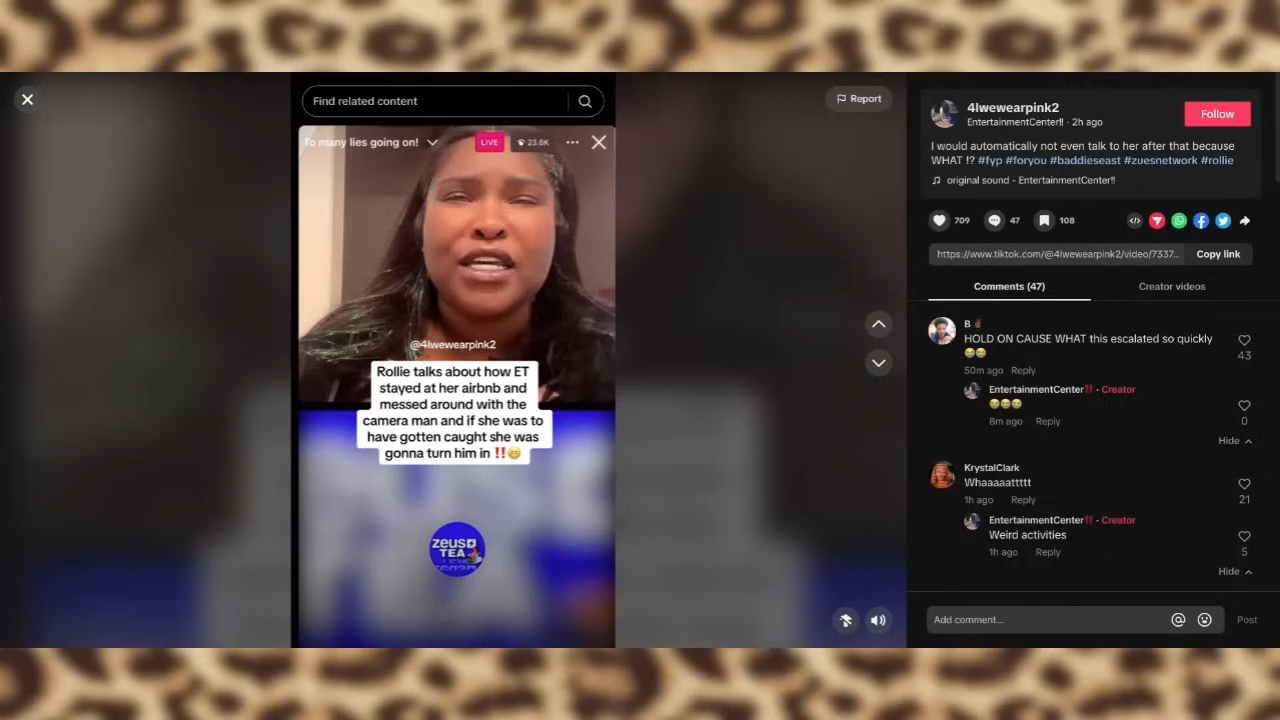 Find related content
Report
To many lies going on!
LIVE
23.6K
@4lwewearpink2
Rollie talks about how ET
stayed at her airbnb and
messed around with the
camera man and if she was to
have gotten caught she was
gonna turn him in ‼️😊
ZEUS
TEA
4lwewearpink2
EntertainmentCenter‼️ · 2h ago
Follow
I would automatically not even talk to her after that because
WHAT !? #fyp #foryou #baddieseast #zuesnetwork #rollie
original sound - EntertainmentCenter‼️
709
47
108
https://www.tiktok.com/@4lwewearpink2/video/7337...
Copy link
Comments (47)
Creator videos
B ✌🏾
HOLD ON CAUSE WHAT this escalated so quickly
😭😭
43
50m ago Reply
EntertainmentCenter‼️ · Creator
😭😭😭
0
8m ago Reply
Hide
KrystalClark
Whaaaaattttt
21
1h ago Reply
EntertainmentCenter‼️ · Creator
Weird activities
5
1h ago Reply
Hide
Add comment...
Post